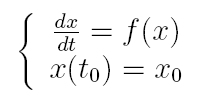 dx/dt = f(x)
x(t₀) = x₀